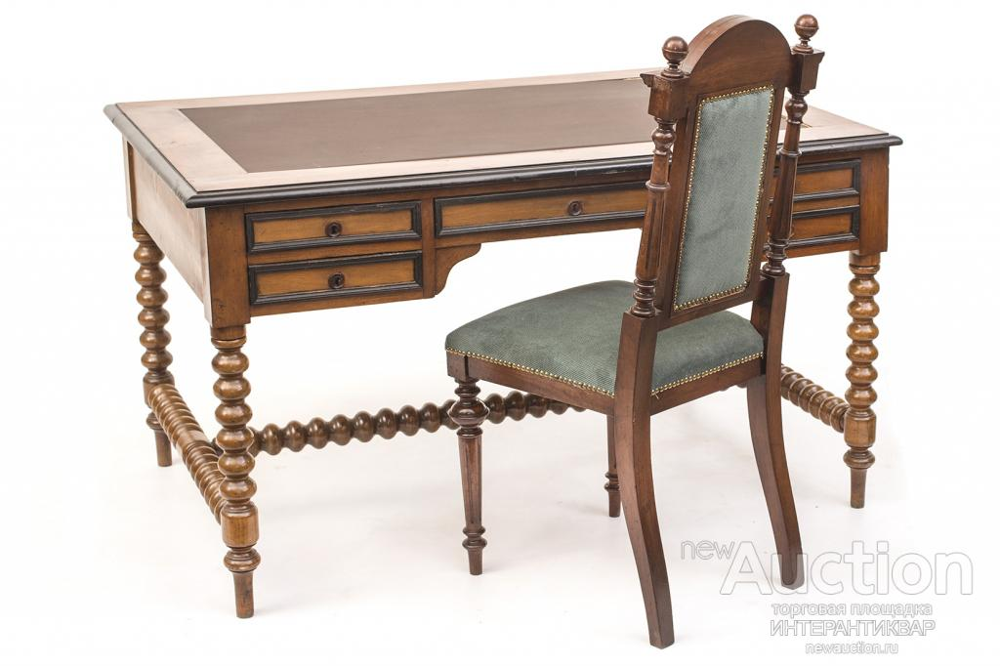 newAuction
торговая площадка
ИНТЕРАНТИКВАР
newauction.ru